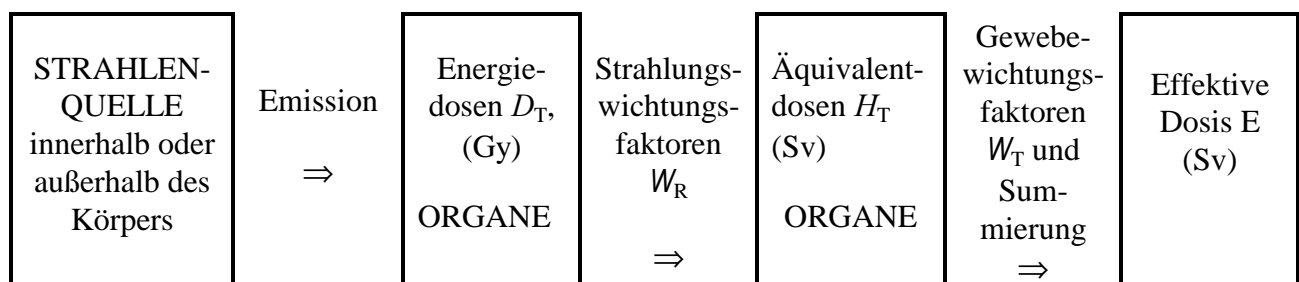 STRAHLEN-
QUELLE
innerhalb oder
außerhalb des
Körpers
Emission
⇒
Energie-
dosen D_T,
(Gy)
ORGANE
Strahlungs-
wichtungs-
faktoren
W_R
⇒
Äquivalent-
dosen H_T
(Sv)
ORGANE
Gewebe-
wichtungs-
faktoren
W_T und
Sum-
mierung
⇒
Effektive
Dosis E
(Sv)